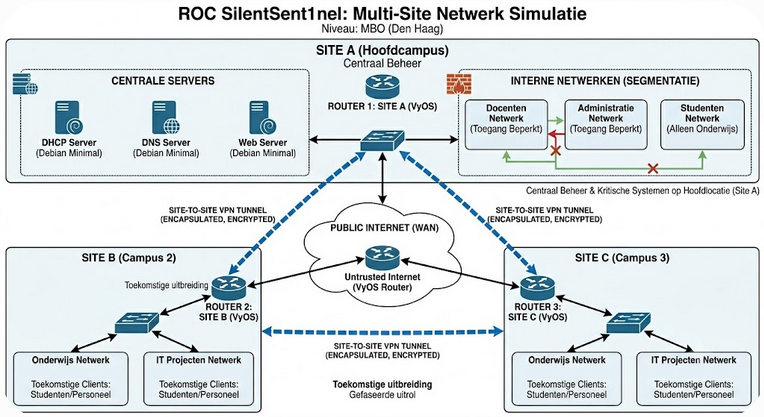 ROC SilentSent1nel: Multi-Site Netwerk Simulatie
Niveau: MBO (Den Haag)
SITE A (Hoofdcampus)
Centraal Beheer
CENTRALE SERVERS
DHCP Server
(Debian Minimal)
DNS Server
(Debian Minimal)
Web Server
(Debian Minimal)
ROUTER 1: SITE A (VyOS)
INTERNE NETWERKEN (SEGMENTATIE)
Docenten
Netwerk
(Toegang Beperkt)
Administratie
Netwerk
(Toegang Beperkt)
Studenten
Netwerk
(Alleen Onderwijs)
Centraal Beheer & Kritische Systemen op Hoofdlocatie (Site A)
SITE-TO-SITE VPN TUNNEL
(ENCAPSULATED, ENCRYPTED)
SITE-TO-SITE VPN TUNNEL
(ENCAPSULATED, ENCRYPTED)
PUBLIC INTERNET (WAN)
Untrusted Internet
(VyOS Router)
SITE B (Campus 2)
Toekomstige uitbreiding
ROUTER 2:
SITE B (VyOS)
Onderwijs Netwerk
Toekomstige Clients:
Studenten/Personeel
IT Projecten Netwerk
Toekomstige Clients:
Studenten/Personeel
SITE-TO-SITE VPN TUNNEL
(ENCAPSULATED, ENCRYPTED)
Toekomstige uitbreiding
Gefaseerde uitrol
SITE C (Campus 3)
ROUTER 3:
SITE C (VyOS)
Onderwijs Netwerk
Toekomstige Clients:
Studenten/Personeel
IT Projecten Netwerk
Toekomstige Clients:
Studenten/Personeel